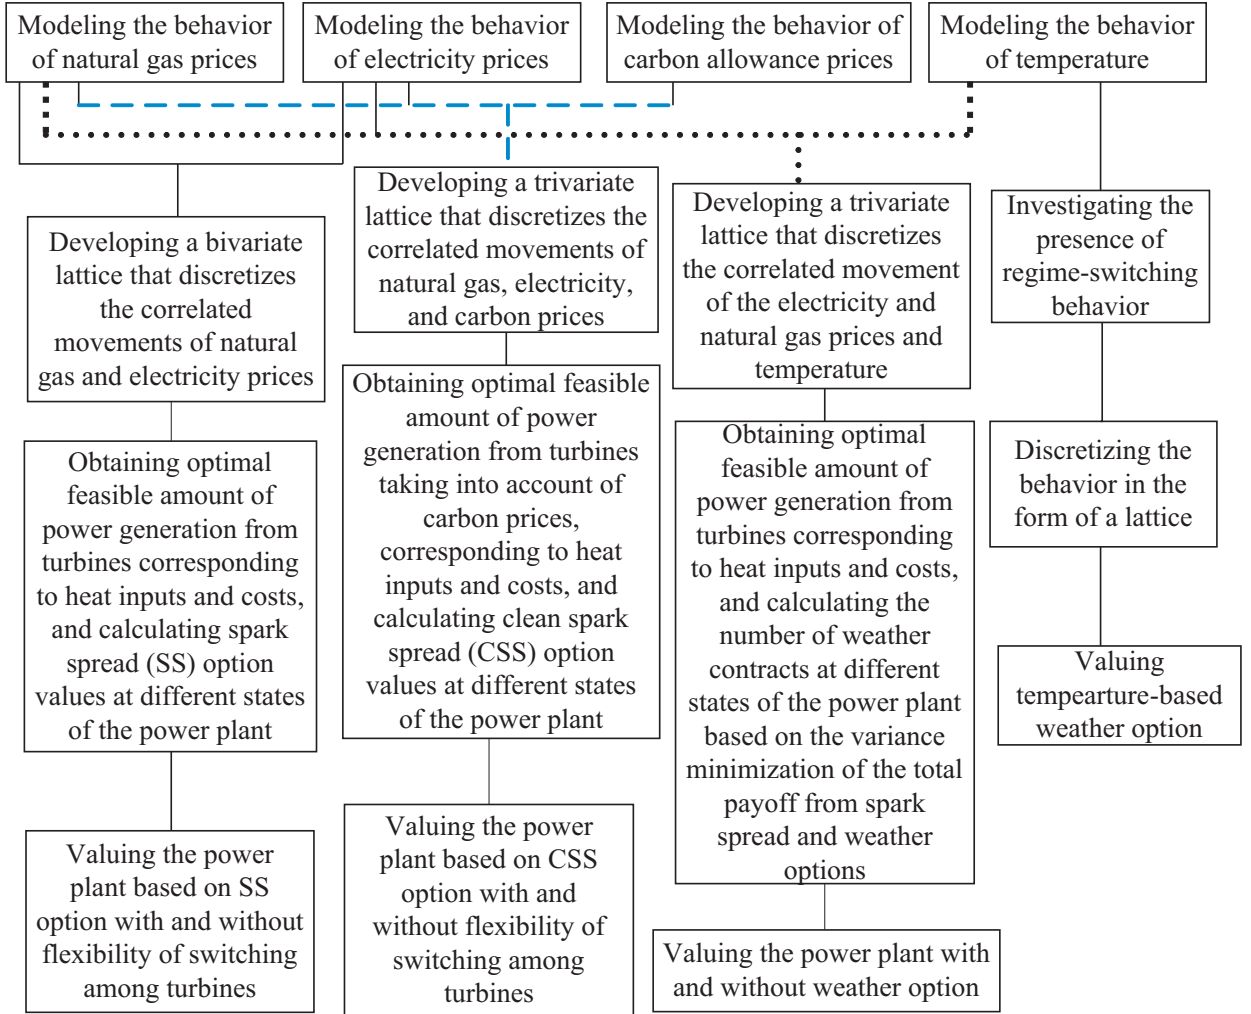 Modeling the behavior
of natural gas prices
Modeling the behavior
of electricity prices
Modeling the behavior of
carbon allowance prices
Modeling the behavior
of temperature
Developing a bivariate
lattice that discretizes
the correlated
movements of natural
gas and electricity prices
Developing a trivariate
lattice that discretizes the
correlated movements of
natural gas, electricity,
and carbon prices
Developing a trivariate
lattice that discretizes
the correlated movement
of the electricity and
natural gas prices and
temperature
Investigating the
presence of
regime-switching
behavior
Obtaining optimal
feasible amount of
power generation from
turbines corresponding
to heat inputs and costs,
and calculating spark
spread (SS) option
values at different states
of the power plant
Obtaining optimal feasible
amount of power
generation from turbines
taking into account of
carbon prices,
corresponding to heat
inputs and costs, and
calculating clean spark
spread (CSS) option
values at different states
of the power plant
Obtaining optimal
feasible amount of
power generation from
turbines corresponding
to heat inputs and costs,
and calculating the
number of weather
contracts at different
states of the power plant
based on the variance
minimization of the total
payoff from spark
spread and weather
options
Discretizing the
behavior in the
form of a lattice
Valuing
tempearture-based
weather option
Valuing the power
plant based on SS
option with and without
flexibility of switching
among turbines
Valuing the power
plant based on CSS
option with and
without flexibility of
switching among
turbines
Valuing the power plant with
and without weather option